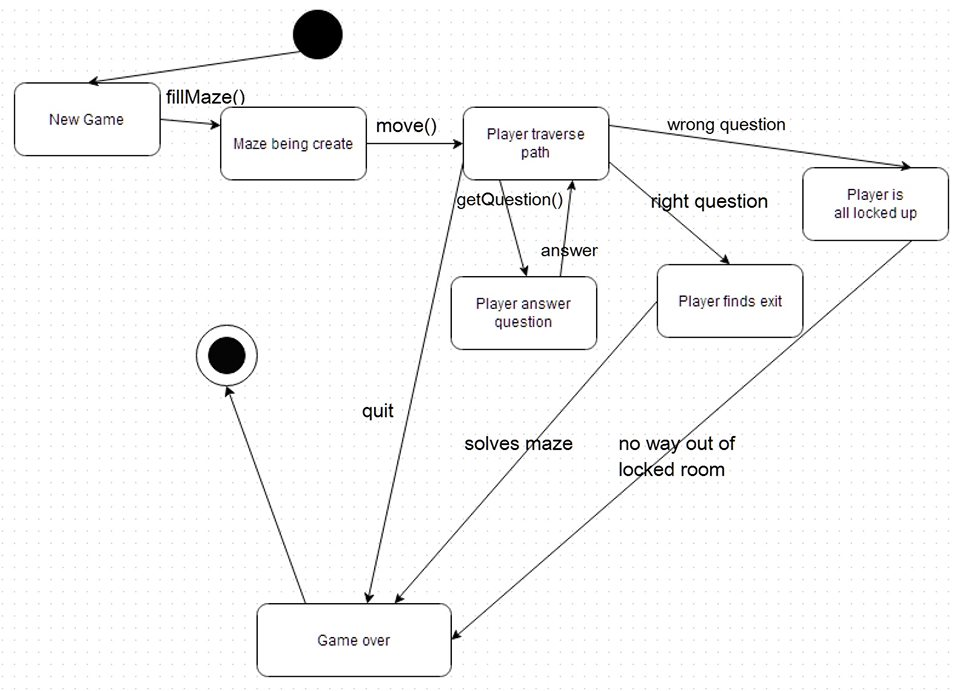 New Game
fillMaze()
Maze being create
move()
Player traverse
path
wrong question
Player is
all locked up
getQuestion()
right question
answer
Player answer
question
Player finds exit
quit
solves maze
no way out of
locked room
Game over